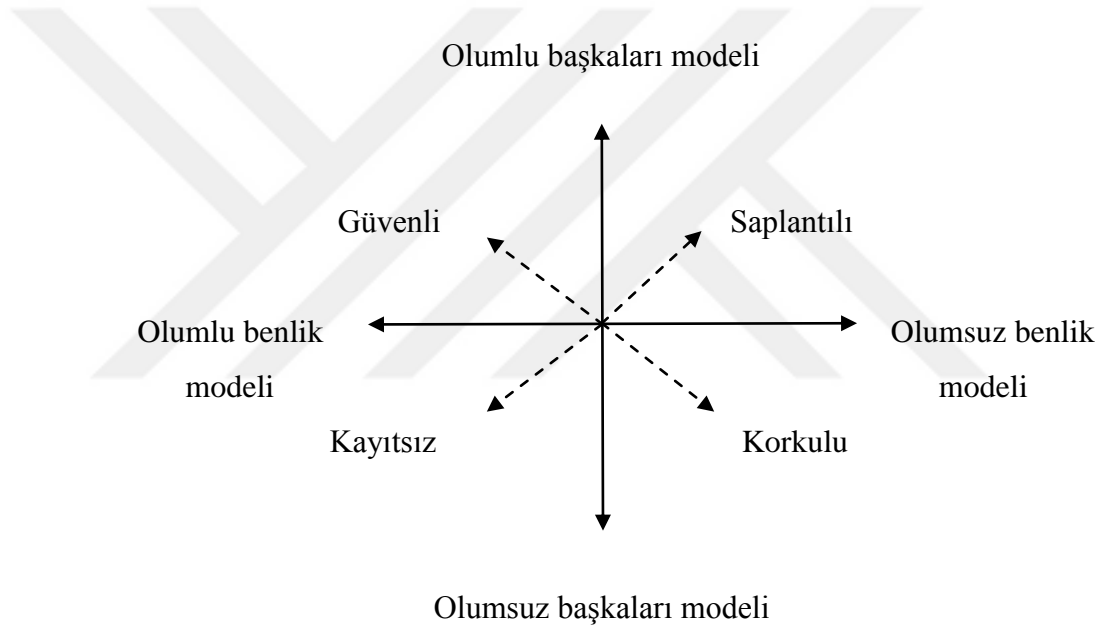 Olumlu başkaları modeli
Güvenli
Saplantılı
Olumlu benlik
modeli
Olumsuz benlik
modeli
Kayıtsız
Korkulu
Olumsuz başkaları modeli